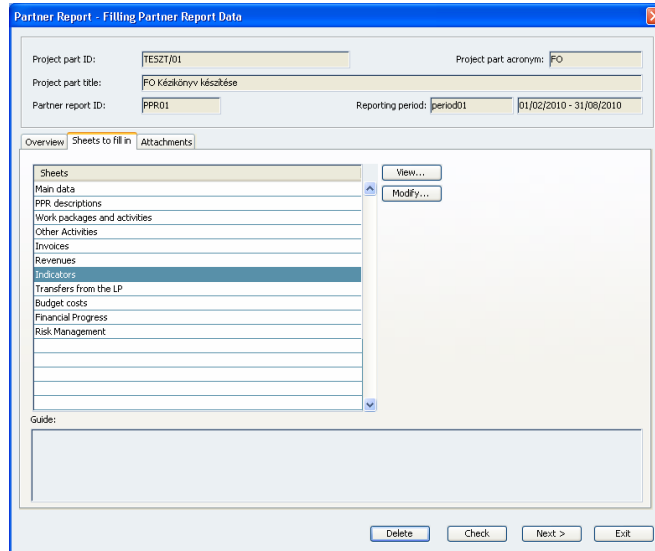 Partner Report - Filling Partner Report Data
Project part ID: TESZT/01 Project part acronym: FO
Project part title: FO Kézikönyv készítése
Partner report ID: PPR01 Reporting period: period01 01/02/2010 - 31/08/2010
Overview Sheets to fill in Attachments
Sheets
View...
Main data
Modify...
PPR descriptions
Work packages and activities
Other Activities
Invoices
Revenues
Indicators
Transfers from the LP
Budget costs
Financial Progress
Risk Management
Guide:
Delete Check Next > Exit